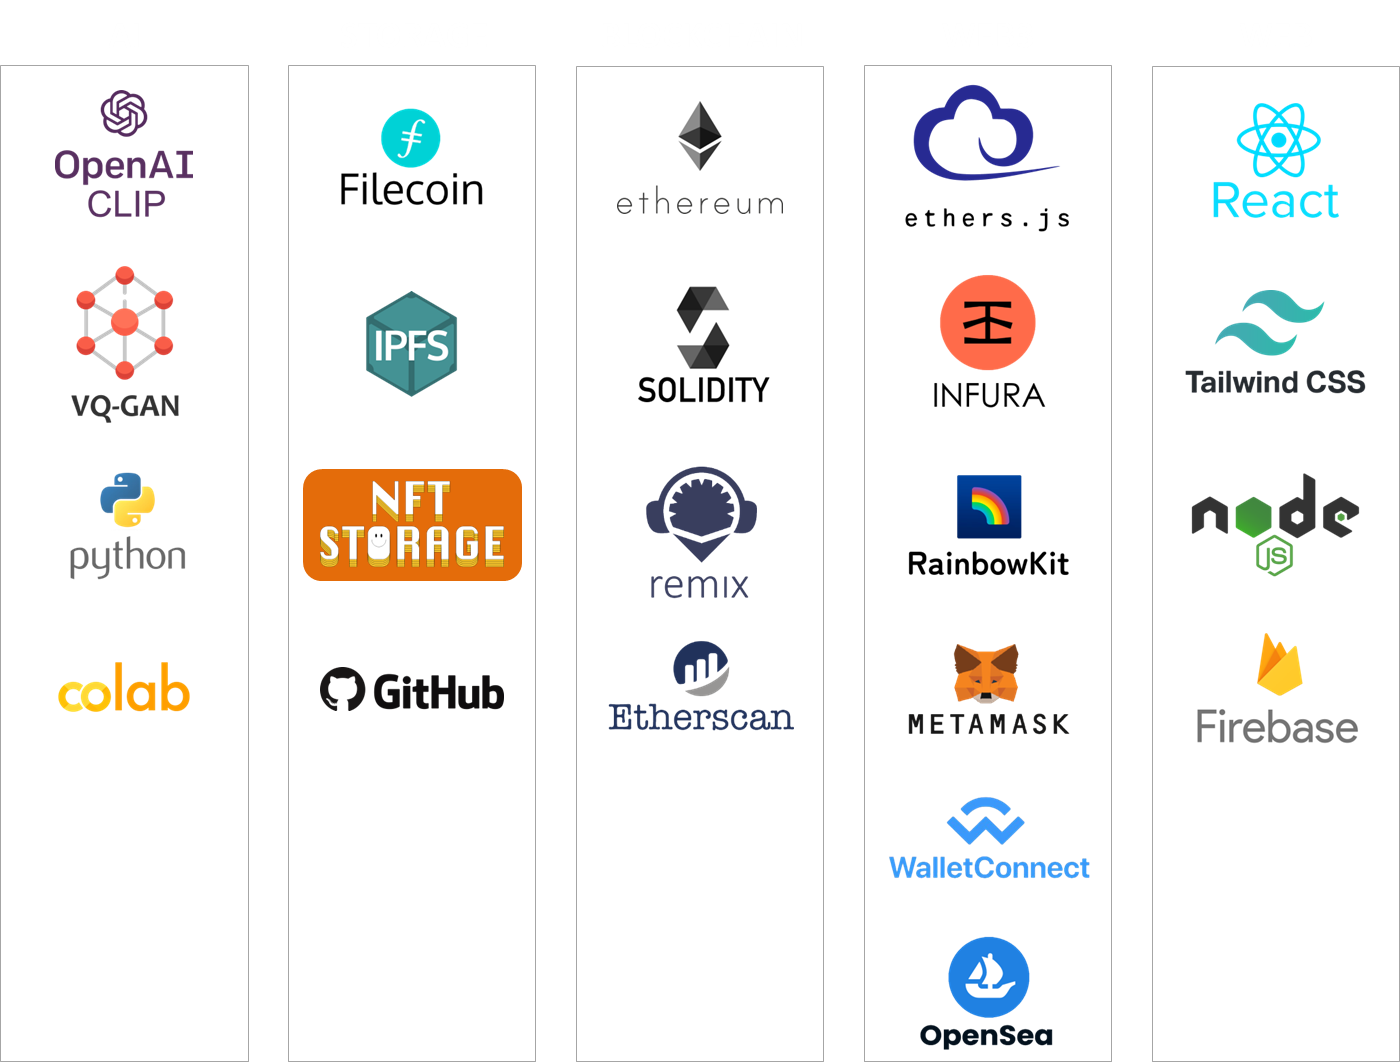 OpenAI
CLIP
VQ-GAN
python
colab
Filecoin
IPFS
NFT
STORAGE
GitHub
ethereum
SOLIDITY
remix
Etherscan
ethers.js
INFURA
RainbowKit
METAMASK
WalletConnect
OpenSea
React
Tailwind CSS
node
JS
Firebase